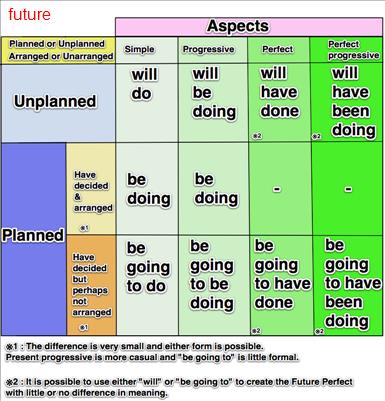 future
Aspects
Planned or Unplanned
Arranged or Unarranged
Simple
Progressive
Perfect
Perfect
progressive
Unplanned
will
do
will
be
doing
will
have
done
※2
will
have
been
doing
※2
Planned
Have
decided
&
arranged
※1
be
doing
be
doing
-
-
Have
decided
but
perhaps
not
arranged
※1
be
going
to do
be
going
to be
doing
be
going
to have
done
※2
be
going
to have
been
doing
※2
※1 : The difference is very small and either form is possible.
Present progressive is more casual and "be going to" is little formal.
※2 : It is possible to use either "will" or "be going to" to create the Future Perfect
with little or no difference in meaning.